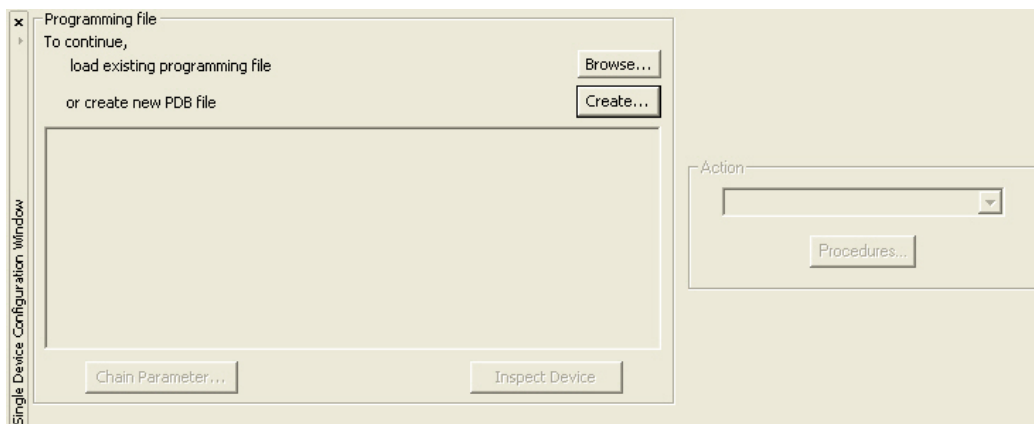 Programming file
To continue,
load existing programming file
Browse...
or create new PDB file
Create...
Action
Procedures...
Chain Parameter...
Inspect Device
Single Device Configuration Window